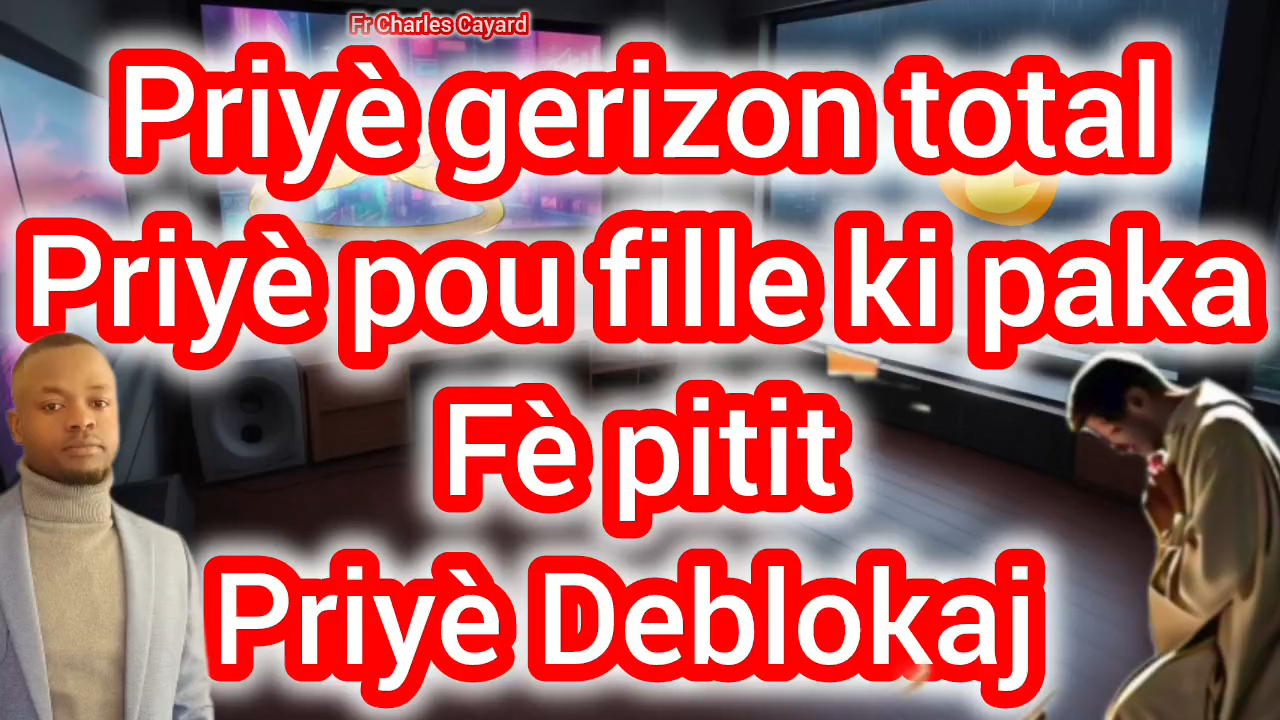 Fr Charles Cayard
Priyè gerizon total
Priyè pou fille ki paka
Fè pitit
Priyè Deblokaj